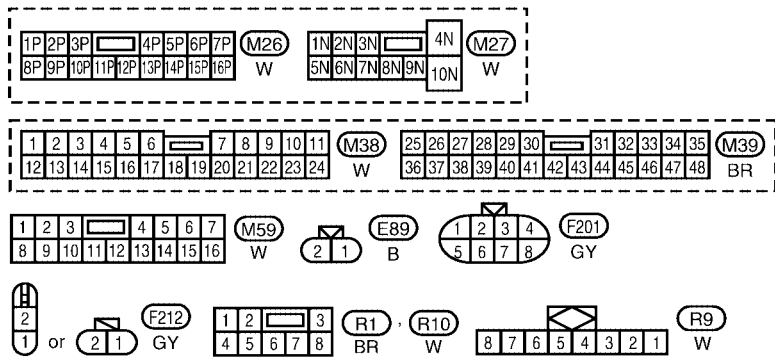 1P 2P 3P 4P 5P 6P 7P M26 1N 2N 3N 4N M27
8P 9P 10P 11P 12P 13P 14P 15P 16P W 5N 6N 7N 8N 9N 10N W
1 2 3 4 5 6 7 8 9 10 11 M38 25 26 27 28 29 30 31 32 33 34 35 M39
12 13 14 15 16 17 18 19 20 21 22 23 24 W 36 37 38 39 40 41 42 43 44 45 46 47 48 BR
1 2 3 4 5 6 7 M59 E89 1 2 3 4 F201
8 9 10 11 12 13 14 15 16 W 2 1 B 5 6 7 8 GY
2 F212 1 2 3 R1 , R10 R9
1 or 2 1 GY 4 5 6 7 8 BR W 8 7 6 5 4 3 2 1 W